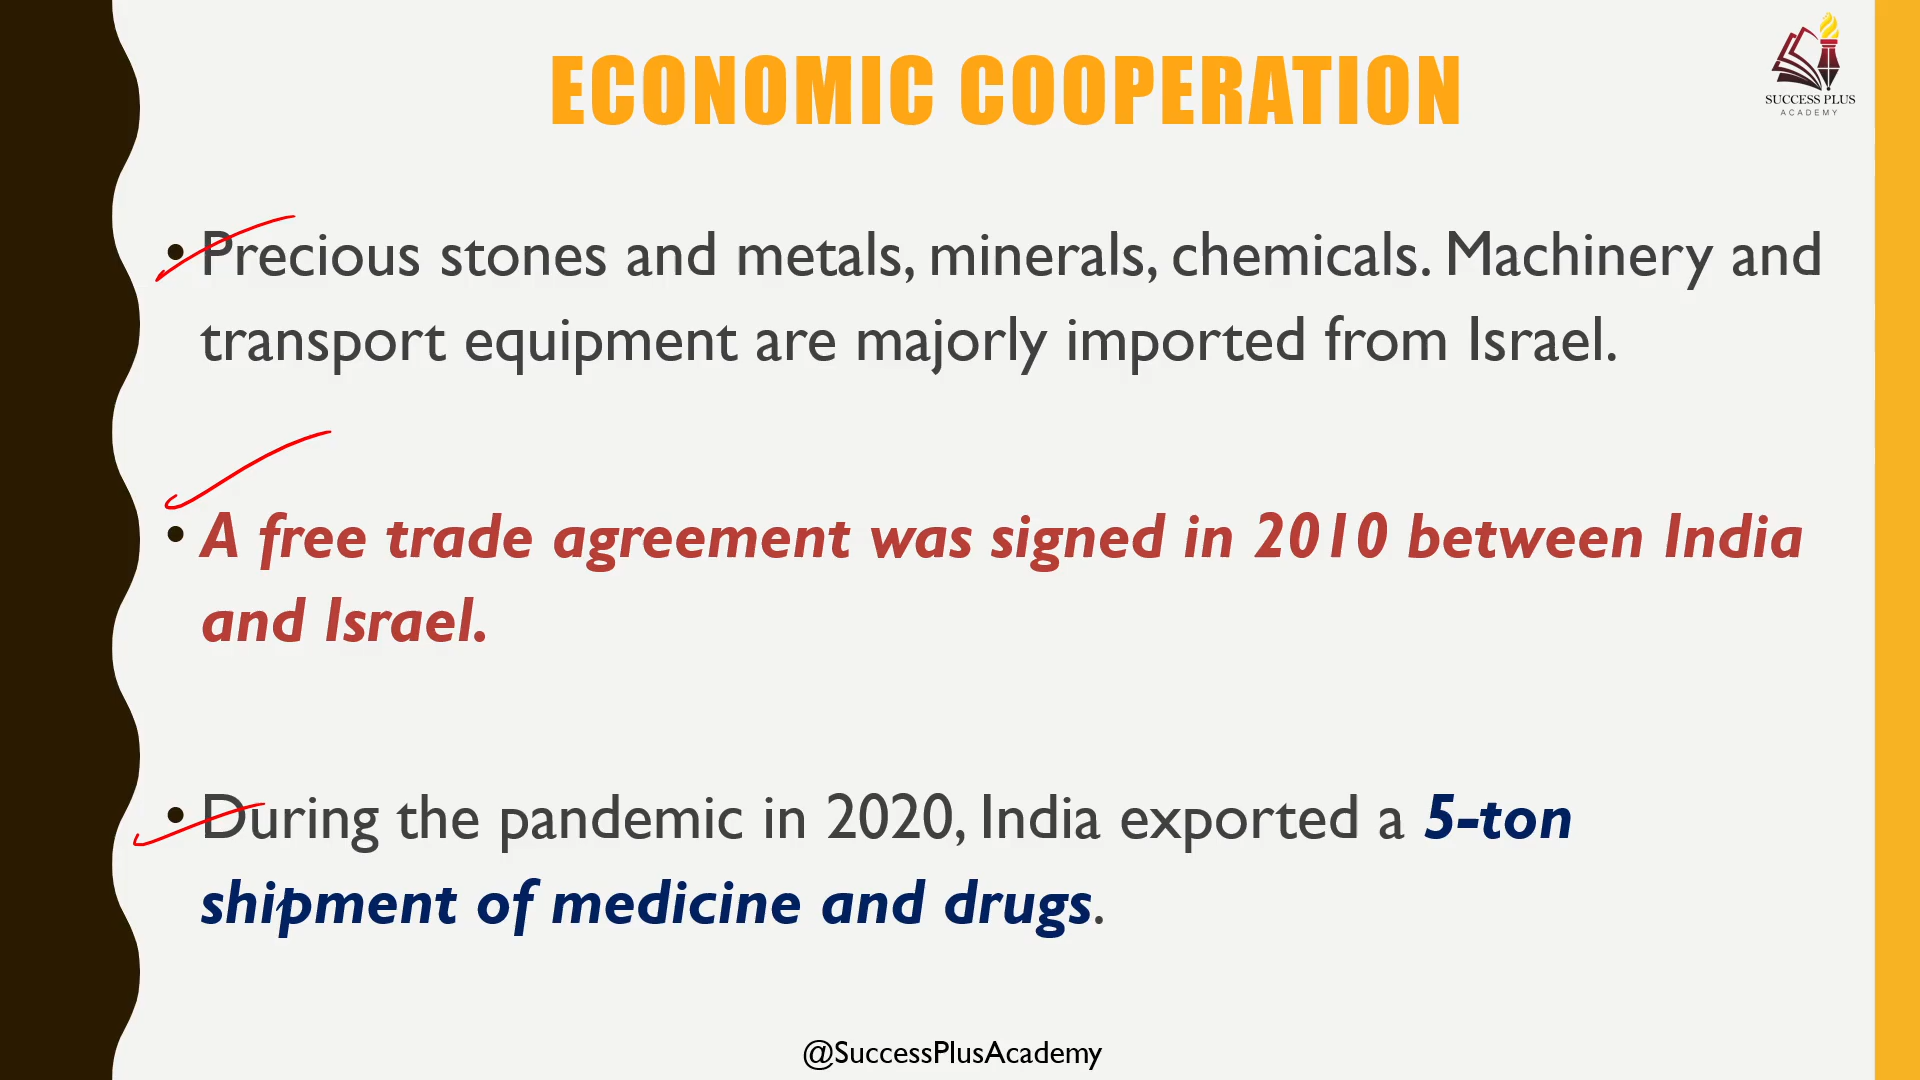 ECONOMIC COOPERATION
SUCCESS PLUS
ACADEMY
• Precious stones and metals, minerals, chemicals. Machinery and
transport equipment are majorly imported from Israel.
• A free trade agreement was signed in 2010 between India
and Israel.
• During the pandemic in 2020, India exported a 5-ton
shipment of medicine and drugs.
@SuccessPlusAcademy